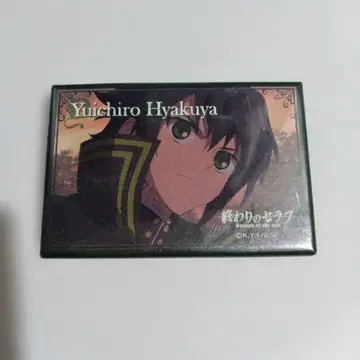 Yuichiro Hyakuya
終わりのセラフ
Seraph of the end